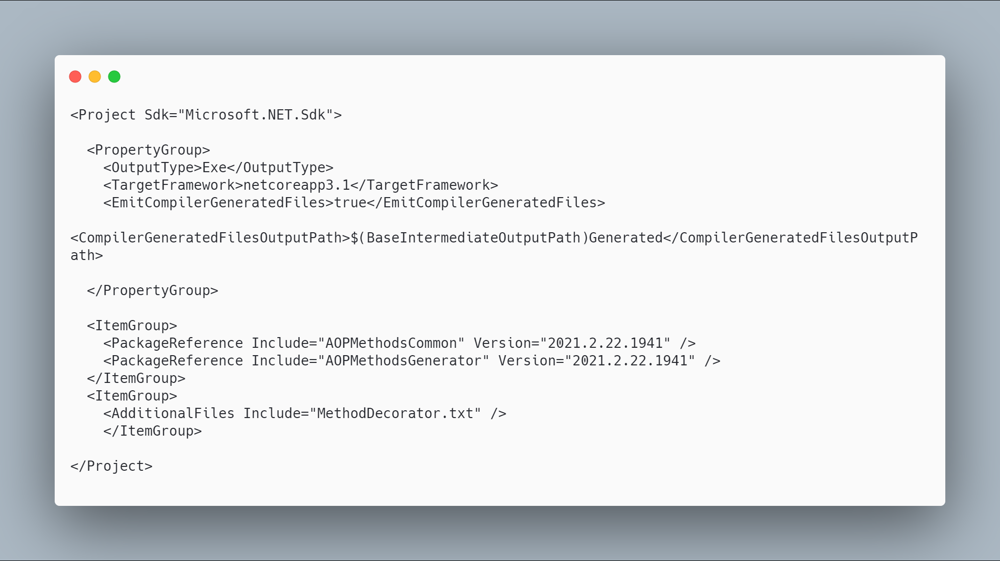 <Project Sdk="Microsoft.NET.Sdk">
  <PropertyGroup>
    <OutputType>Exe</OutputType>
    <TargetFramework>netcoreapp3.1</TargetFramework>
    <EmitCompilerGeneratedFiles>true</EmitCompilerGeneratedFiles>
<CompilerGeneratedFilesOutputPath>$(BaseIntermediateOutputPath)Generated</CompilerGeneratedFilesOutputP
ath>
  </PropertyGroup>
  <ItemGroup>
    <PackageReference Include="AOPMethodsCommon" Version="2021.2.22.1941" />
    <PackageReference Include="AOPMethodsGenerator" Version="2021.2.22.1941" />
  </ItemGroup>
  <ItemGroup>
    <AdditionalFiles Include="MethodDecorator.txt" />
    </ItemGroup>
</Project>